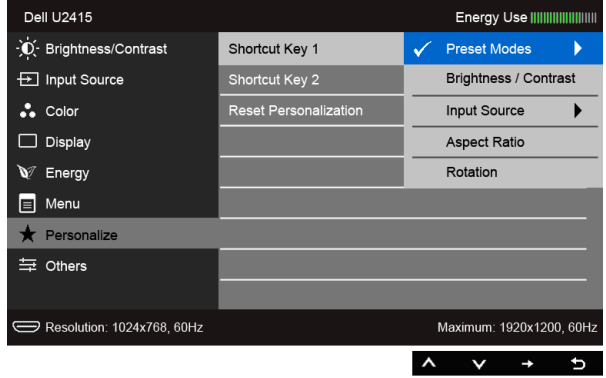 Dell U2415 Energy Use
Brightness/Contrast Shortcut Key 1 Preset Modes
Input Source Shortcut Key 2 Brightness / Contrast
Color Reset Personalization Input Source
Display Aspect Ratio
Energy Rotation
Menu
Personalize
Others
Resolution: 1024x768, 60Hz Maximum: 1920x1200, 60Hz